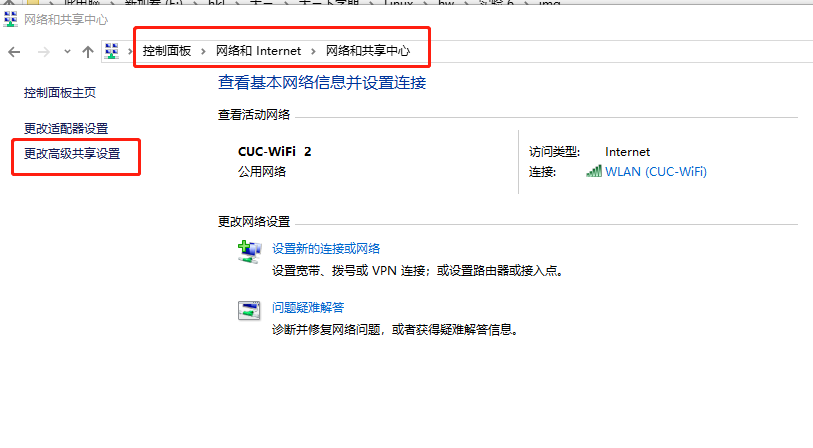 网络和共享中心
控制面板 > 网络和 Internet > 网络和共享中心
控制面板主页
更改适配器设置
更改高级共享设置
查看基本网络信息并设置连接
查看活动网络
CUC-WiFi 2
公用网络
访问类型: Internet
连接: WLAN (CUC-WiFi)
更改网络设置
设置新的连接或网络
设置宽带、拨号或 VPN 连接；或设置路由器或接入点。
问题疑难解答
诊断并修复网络问题，或者获得疑难解答信息。